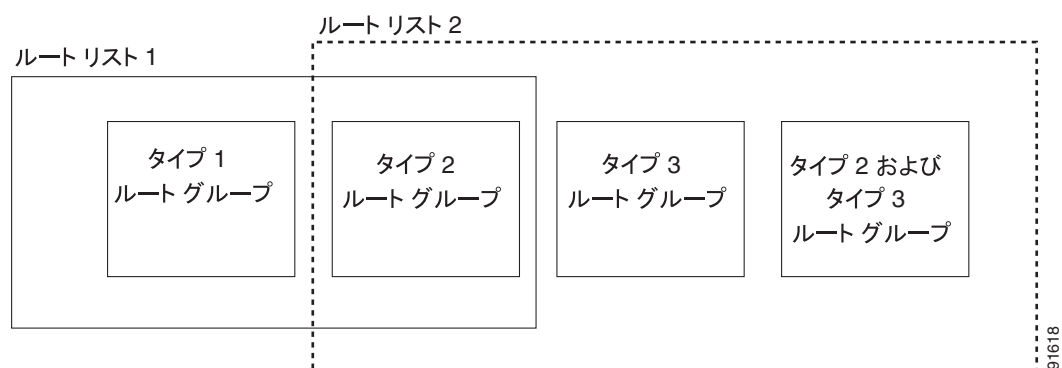 ルート リスト 2
ルート リスト 1
タイプ 1
ルート グループ
タイプ 2
ルート グループ
タイプ 3
ルート グループ
タイプ 2 および
タイプ 3
ルート グループ
91618